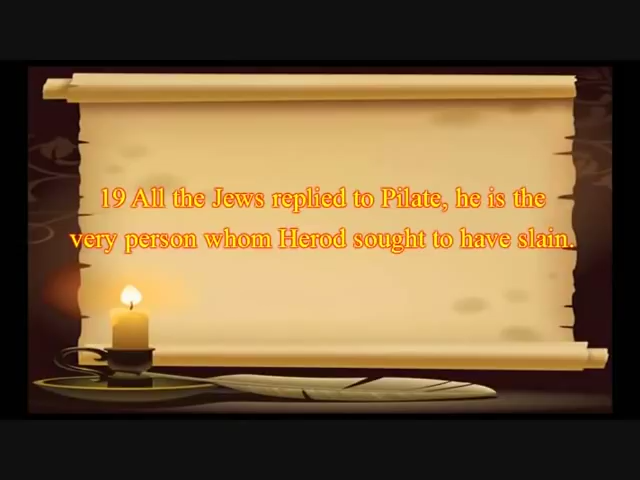 19 All the Jews replied to Pilate, he is the
very person whom Herod sought to have slain.